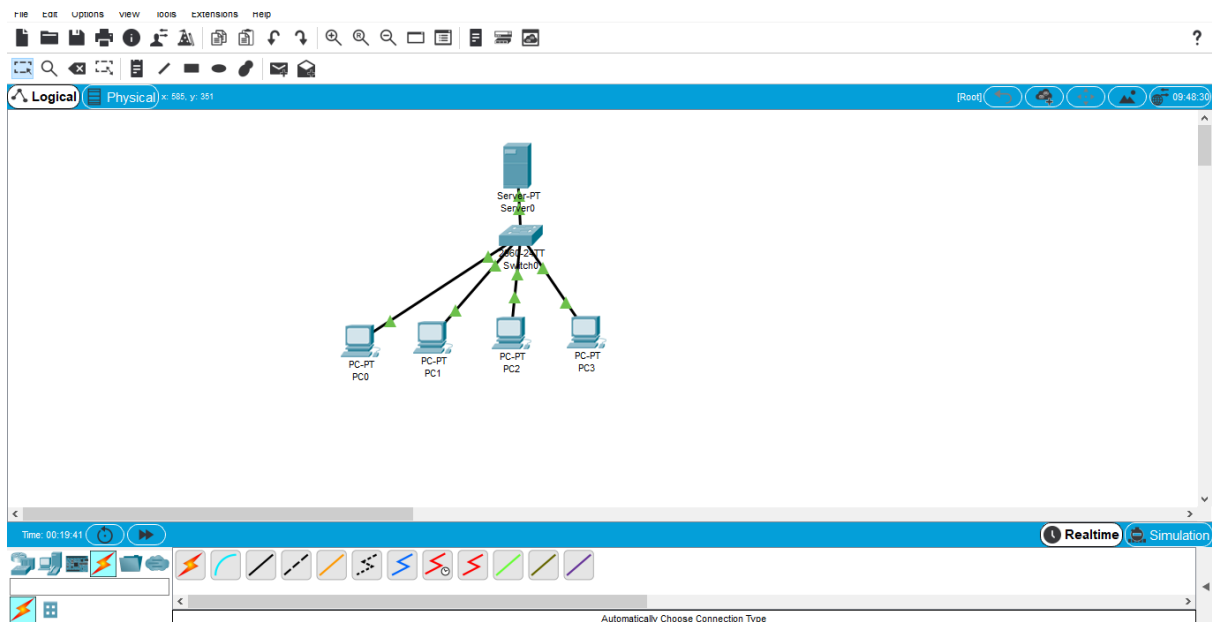 File Edit Options View Tools Extensions Help
?
Logical Physical x: 585, y: 351 [Root] 09:48:30
Server-PT
Server0
2960-24TT
Switch0
PC-PT
PC0
PC-PT
PC1
PC-PT
PC2
PC-PT
PC3
Time: 00:19:41 Realtime Simulation
Automatically Choose Connection Type